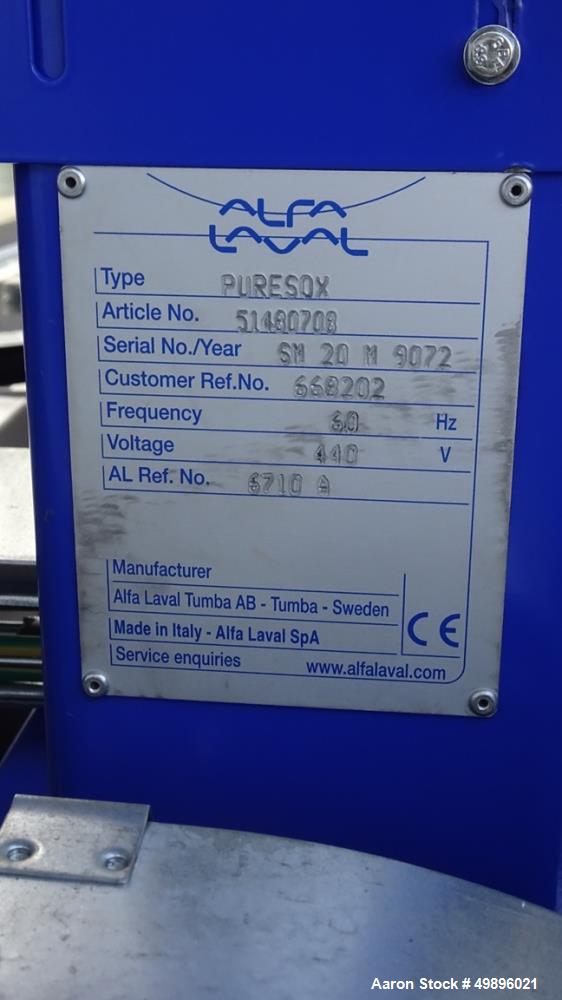 ALFA
LAVAL
Type PURESOX
Article No. 51480708
Serial No./Year SM 20 M 9072
Customer Ref.No. 668202
Frequency 60 Hz
Voltage 440 V
AL Ref. No. 6710 A
Manufacturer
Alfa Laval Tumba AB - Tumba - Sweden
Made in Italy - Alfa Laval SpA
CE
Service enquiries www.alfalaval.com
Aaron Stock #49896021